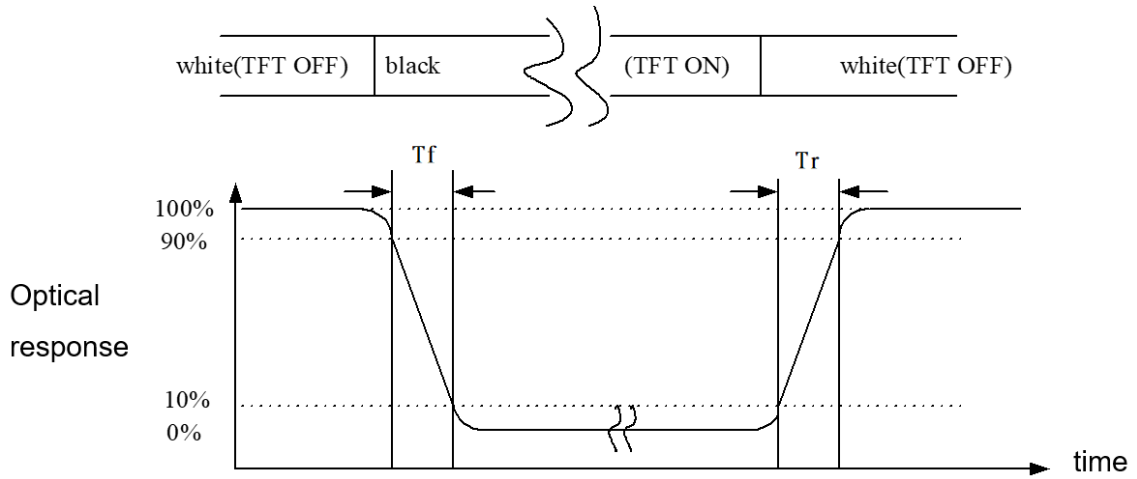 white(TFT OFF) black (TFT ON) white(TFT OFF)
Tf Tr
100%
90%
Optical
response
10%
0%
time